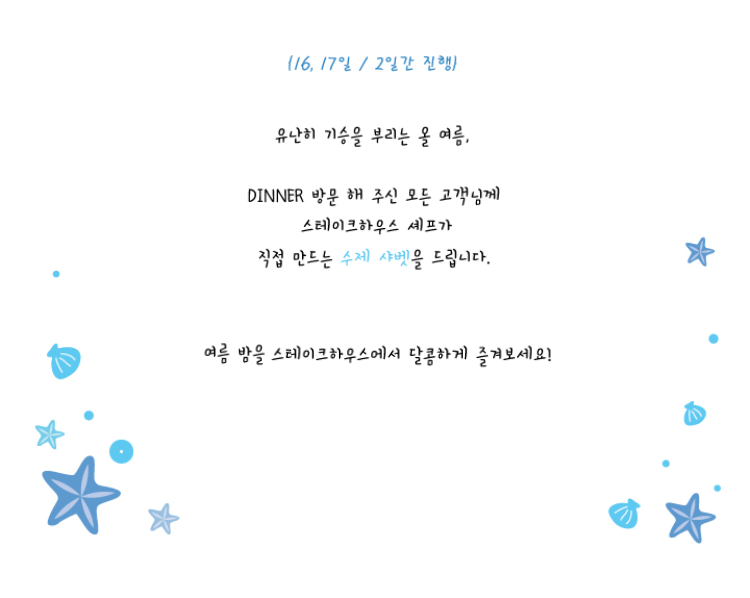 (16, 17일 / 2일간 진행)
유난히 기승을 부리는 올 여름,
DINNER 방문 해 주신 모든 고객님께
스테이크하우스 셰프가
직접 만드는 수제 샤벳을 드립니다.
여름 밤을 스테이크하우스에서 달콤하게 즐겨보세요!